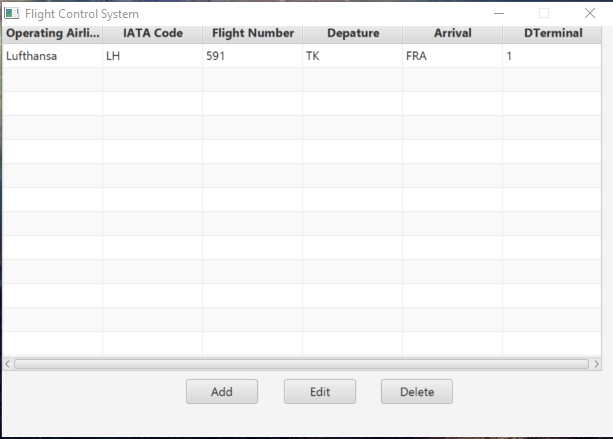 Flight Control System
Operating Airli... IATA Code Flight Number Depature Arrival DTerminal
Lufthansa LH 591 TK FRA 1
Add Edit Delete